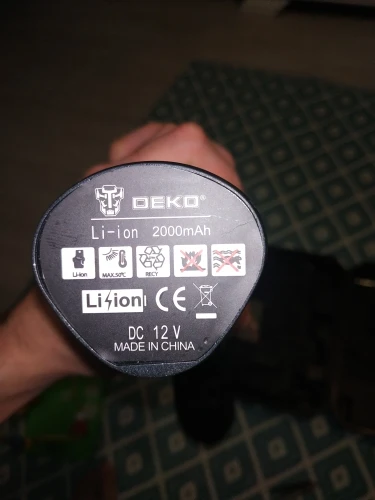 DEKO®
Li-ion 2000mAh
Li-ion MAX.50°C RECY
Li ion CE
DC 12 V
MADE IN CHINA